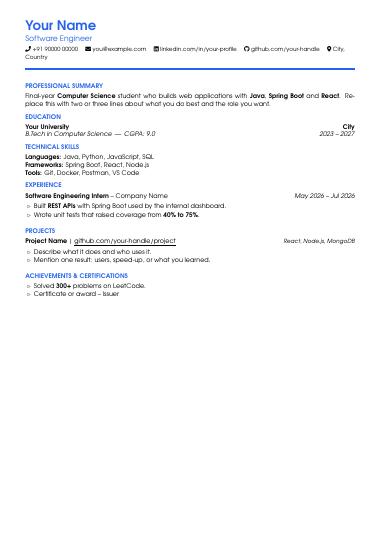 Your Name
Software Engineer
+91 90000 00000 you@example.com linkedin.com/in/your-profile github.com/your-handle City,
Country
PROFESSIONAL SUMMARY
Final-year Computer Science student who builds web applications with Java, Spring Boot and React. Re-
place this with two or three lines about what you do best and the role you want.
EDUCATION
Your University City
B.Tech in Computer Science — CGPA: 9.0 2023 – 2027
TECHNICAL SKILLS
Languages: Java, Python, JavaScript, SQL
Frameworks: Spring Boot, React, Node.js
Tools: Git, Docker, Postman, VS Code
EXPERIENCE
Software Engineering Intern – Company Name May 2026 – Jul 2026
○ Built REST APIs with Spring Boot used by the internal dashboard.
○ Wrote unit tests that raised coverage from 40% to 75%.
PROJECTS
Project Name | github.com/your-handle/project React, Node.js, MongoDB
○ Describe what it does and who uses it.
○ Mention one result: users, speed-up, or what you learned.
ACHIEVEMENTS & CERTIFICATIONS
○ Solved 300+ problems on LeetCode.
○ Certificate or award – Issuer